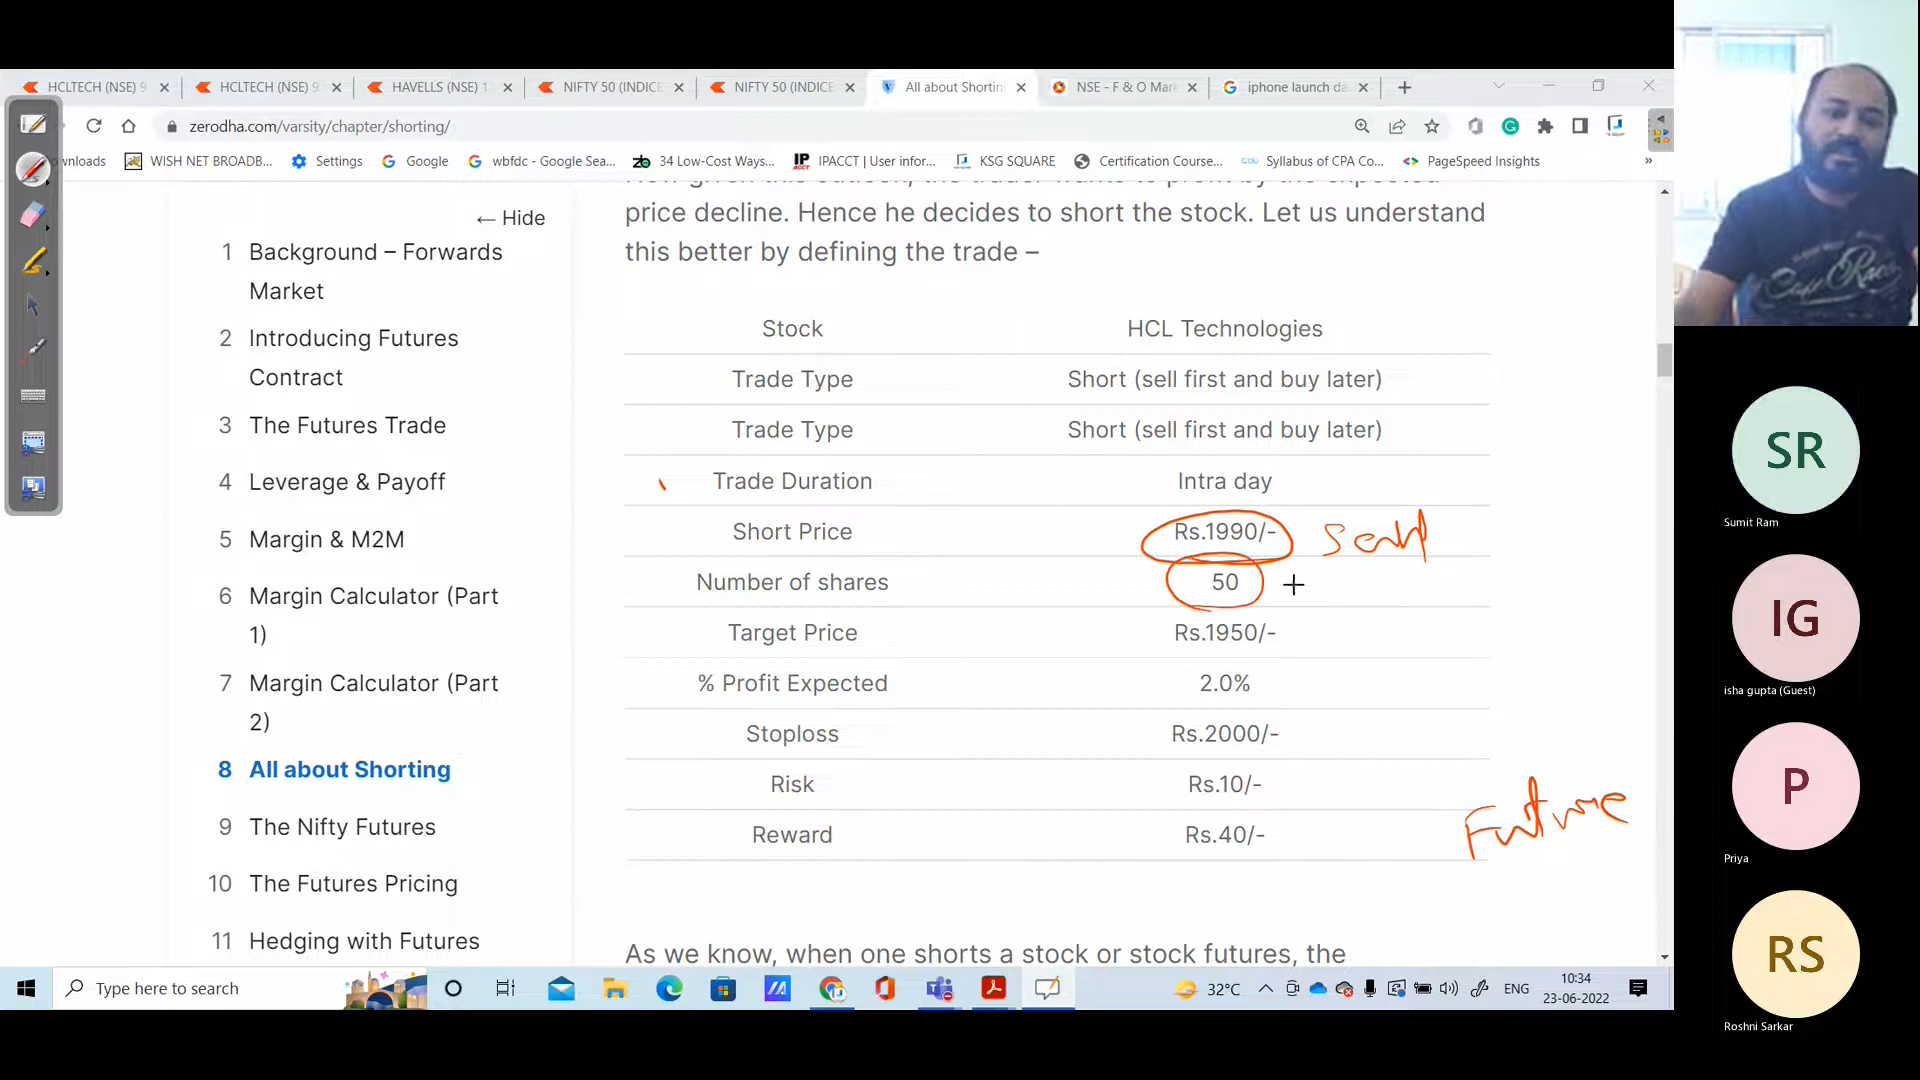 HCLTECH (NSE) 9
HCLTECH (NSE) 9
HAVELLS (NSE) 1
NIFTY 50 (INDICE
NIFTY 50 (INDICE
All about Shortin
NSE - F & O Mar
iphone launch da
zerodha.com/varsity/chapter/shorting/
wnloads
WISH NET BROADB...
Settings
Google
wbfdc - Google Sea...
34 Low-Cost Ways...
IPACCT | User infor...
KSG SQUARE
Certification Course...
Syllabus of CPA Co...
PageSpeed Insights
»
← Hide
1 Background – Forwards
Market
2 Introducing Futures
Contract
3 The Futures Trade
4 Leverage & Payoff
5 Margin & M2M
6 Margin Calculator (Part
1)
7 Margin Calculator (Part
2)
8 All about Shorting
9 The Nifty Futures
10 The Futures Pricing
11 Hedging with Futures
price decline. Hence he decides to short the stock. Let us understand
this better by defining the trade –
Stock HCL Technologies
Trade Type Short (sell first and buy later)
Trade Type Short (sell first and buy later)
Trade Duration Intra day
Short Price Rs.1990/-
Number of shares 50
Target Price Rs.1950/-
% Profit Expected 2.0%
Stoploss Rs.2000/-
Risk Rs.10/-
Reward Rs.40/-
Future
As we know, when one shorts a stock or stock futures, the
Type here to search
32°C
ENG
10:34
23-06-2022
SR
Sumit Ram
IG
isha gupta (Guest)
P
Priya
RS
Roshni Sarkar